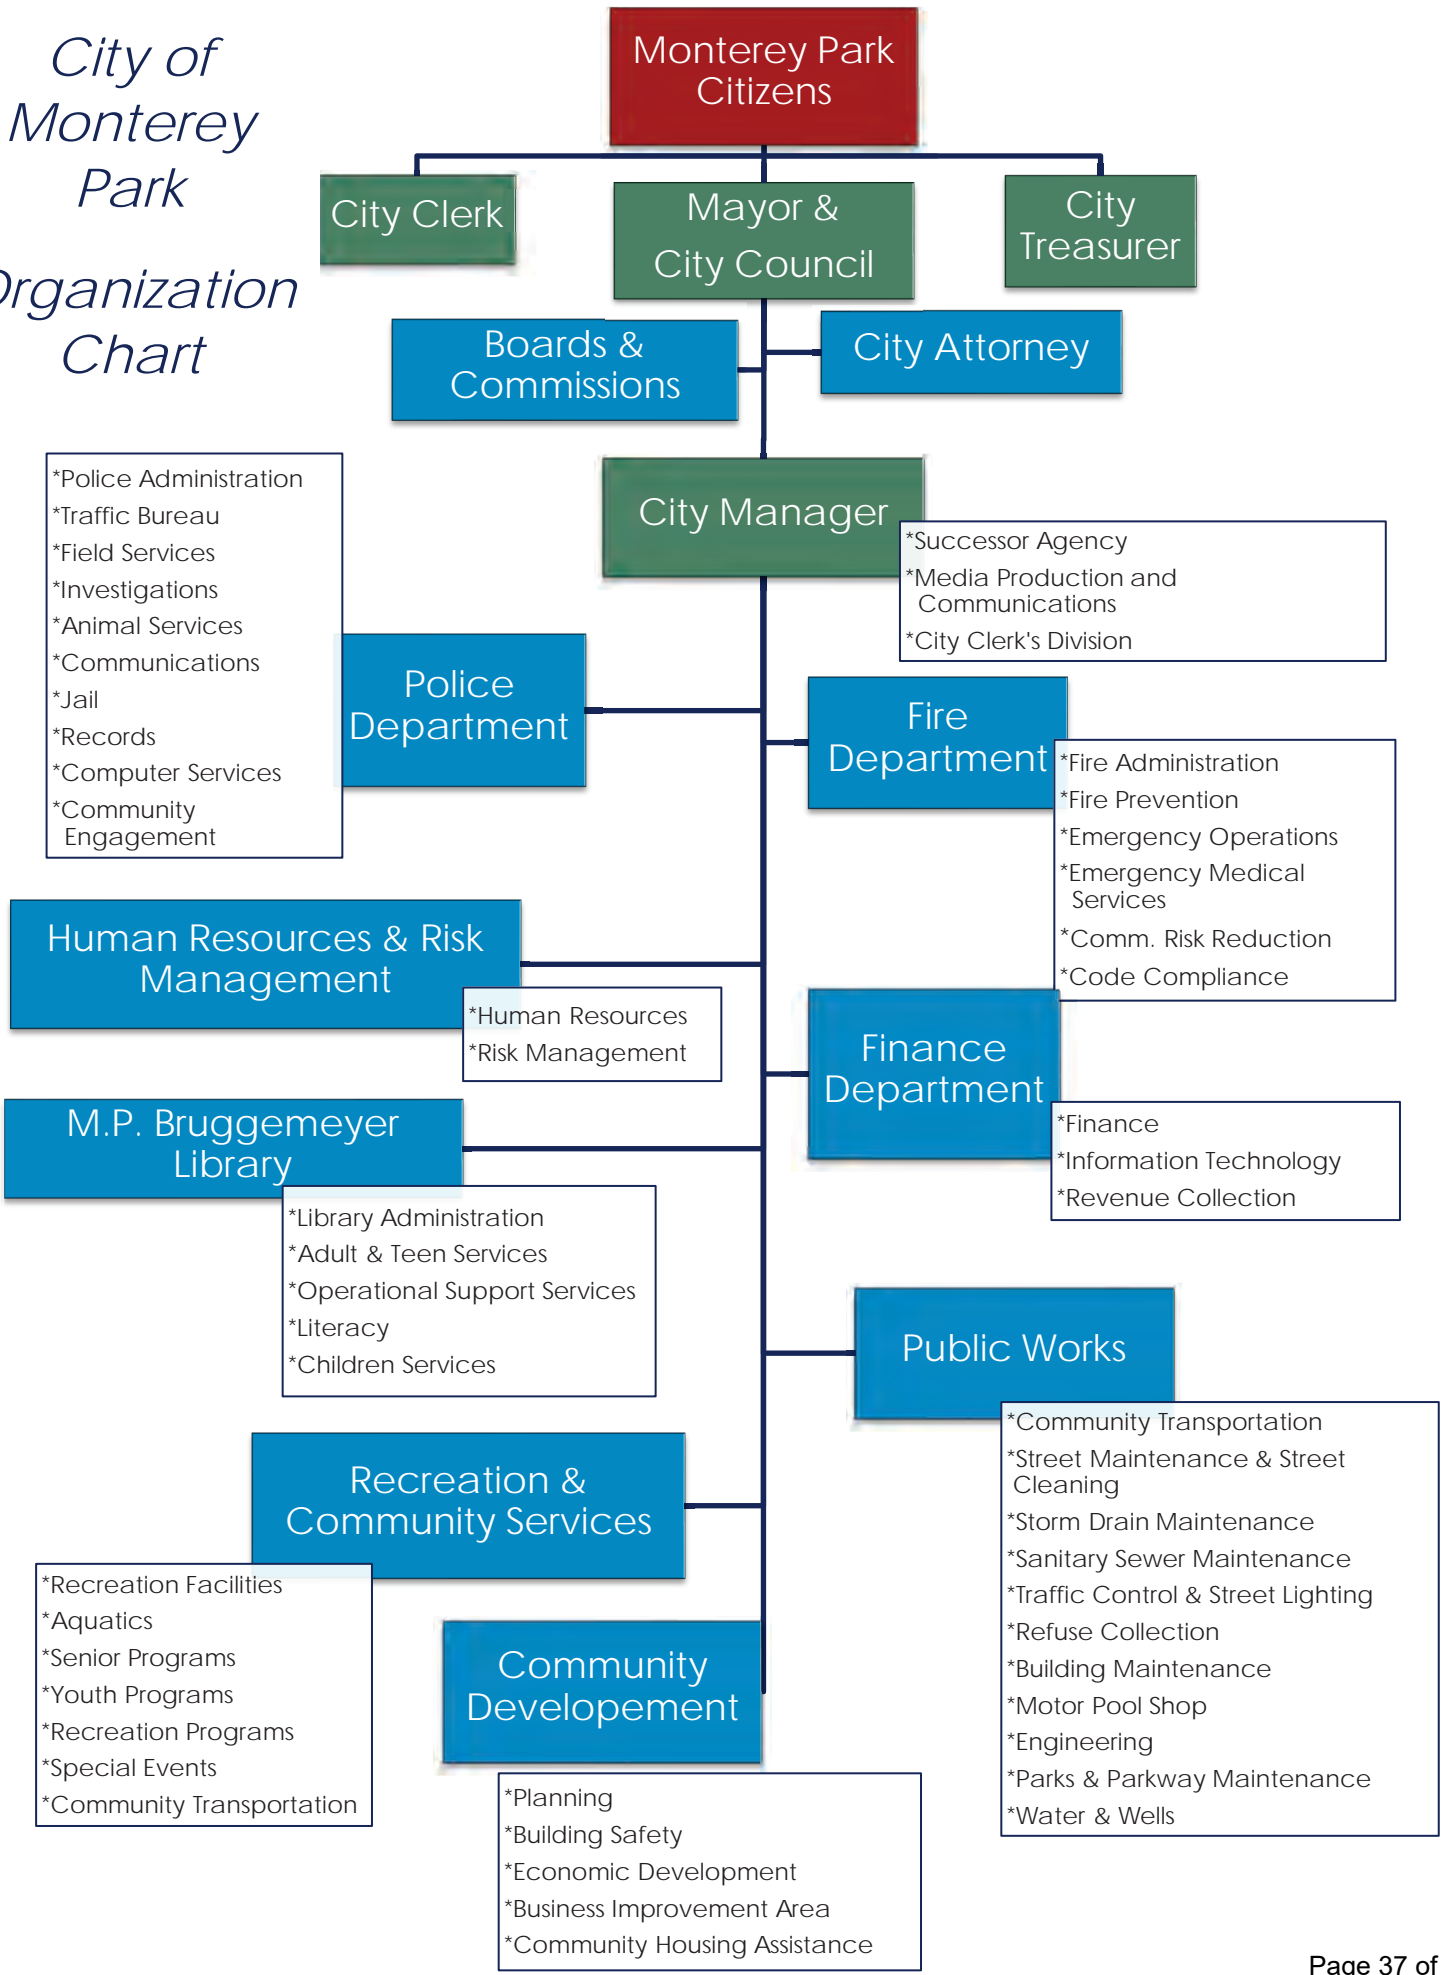 City of
Monterey
Park
Organization
Chart
Monterey Park
Citizens
City Clerk
Mayor &
City Council
City
Treasurer
Boards &
Commissions
City Attorney
City Manager
*Successor Agency
*Media Production and
Communications
*City Clerk's Division
*Police Administration
*Traffic Bureau
*Field Services
*Investigations
*Animal Services
*Communications
*Jail
*Records
*Computer Services
*Community
Engagement
Police
Department
Fire
Department
*Fire Administration
*Fire Prevention
*Emergency Operations
*Emergency Medical
Services
*Comm. Risk Reduction
*Code Compliance
Human Resources & Risk
Management
*Human Resources
*Risk Management
Finance
Department
*Finance
*Information Technology
*Revenue Collection
M.P. Bruggemeyer
Library
*Library Administration
*Adult & Teen Services
*Operational Support Services
*Literacy
*Children Services
Public Works
*Community Transportation
*Street Maintenance & Street
Cleaning
*Storm Drain Maintenance
*Sanitary Sewer Maintenance
*Traffic Control & Street Lighting
*Refuse Collection
*Building Maintenance
*Motor Pool Shop
*Engineering
*Parks & Parkway Maintenance
*Water & Wells
Recreation &
Community Services
*Recreation Facilities
*Aquatics
*Senior Programs
*Youth Programs
*Recreation Programs
*Special Events
*Community Transportation
Community
Developement
*Planning
*Building Safety
*Economic Development
*Business Improvement Area
*Community Housing Assistance
Page 37 of